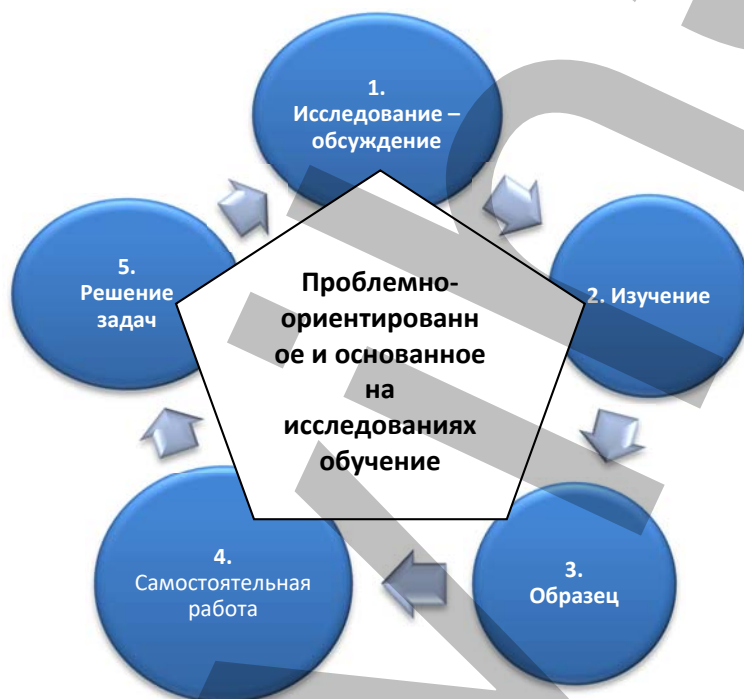 1.
Исследование –
обсуждение
2. Изучение
3.
Образец
4.
Самостоятельная
работа
5.
Решение
задач
Проблемно-
ориентированн
ое и основанное
на
исследованиях
обучение